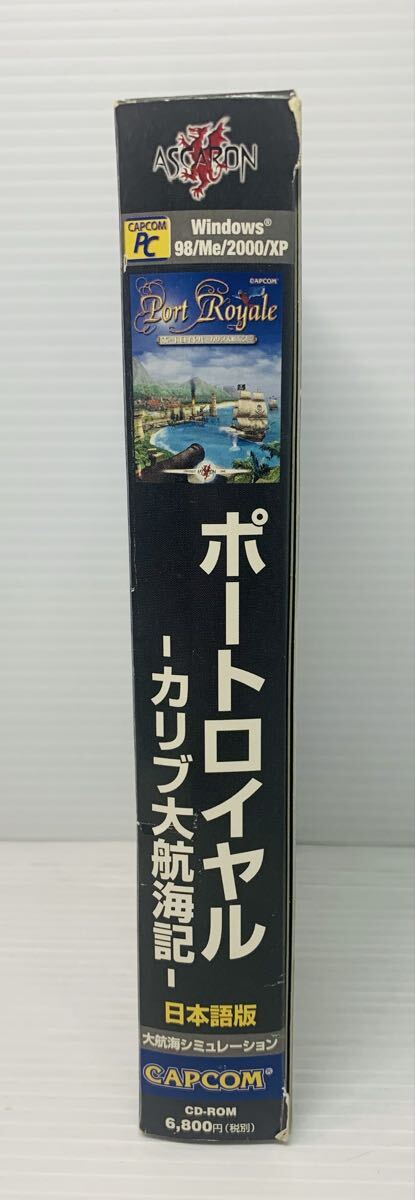 ASCARON
CAPCOM
PC
Windows®
98/Me/2000/XP
CAPCOM
Port Royale
ポートロイヤル
-カリブ大航海記-
日本語版
大航海シミュレーション
CAPCOM®
CD-ROM
6,800円(税別)